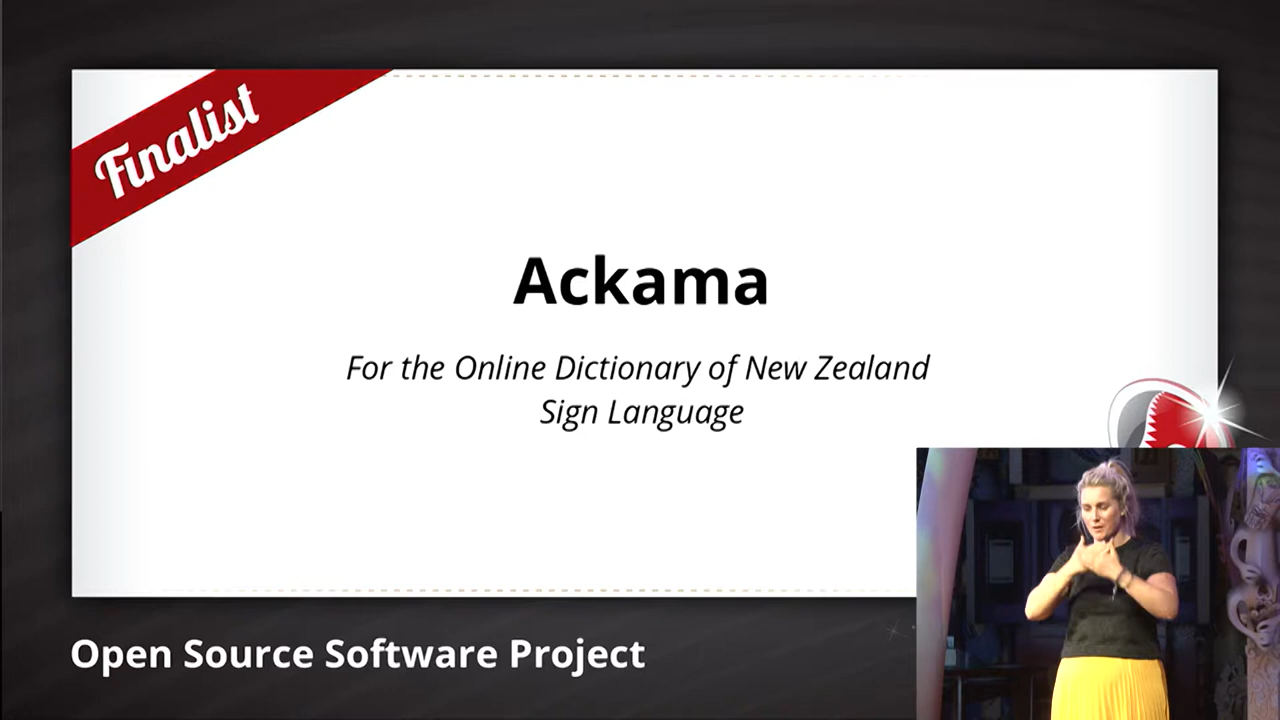 Finalist
Ackama
For the Online Dictionary of New Zealand
Sign Language
Open Source Software Project